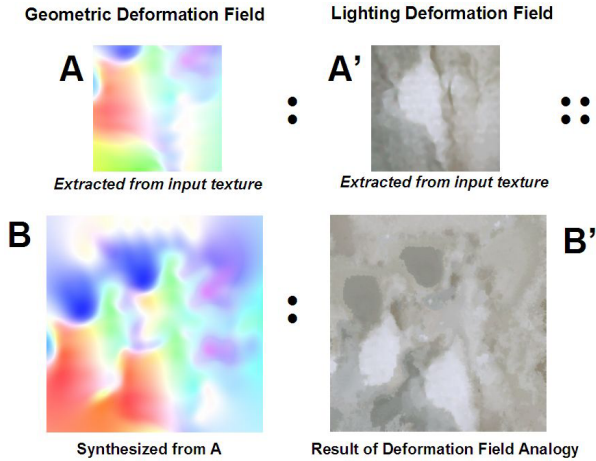 Geometric Deformation Field
Lighting Deformation Field
A
:
A’
::
Extracted from input texture
Extracted from input texture
B
:
B’
Synthesized from A
Result of Deformation Field Analogy